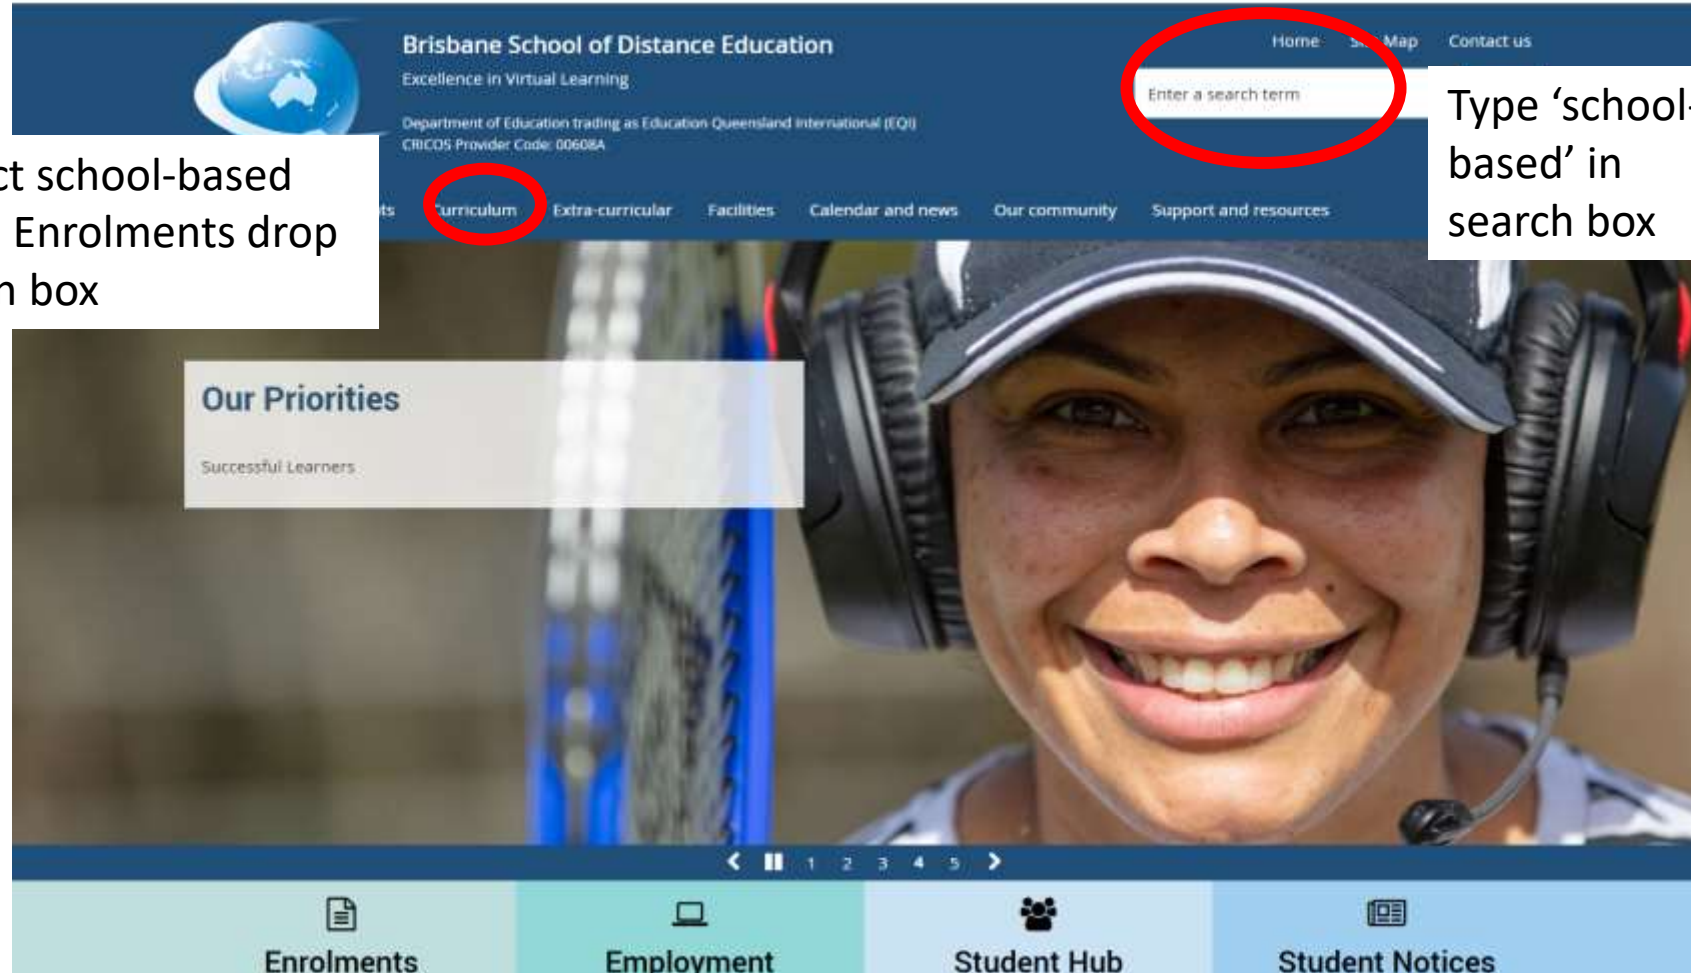 Brisbane School of Distance Education
Excellence in Virtual Learning
Department of Education trading as Education Queensland International (EQI)
CRICOS Provider Code: 00608A
Home Site Map Contact us
Enter a search term
Type ‘school-
based’ in
search box
ct school-based
Enrolments drop
n box
ts Curriculum Extra-curricular Facilities Calendar and news Our community Support and resources
Our Priorities
Successful Learners
1 2 3 4 5
Enrolments Employment Student Hub Student Notices